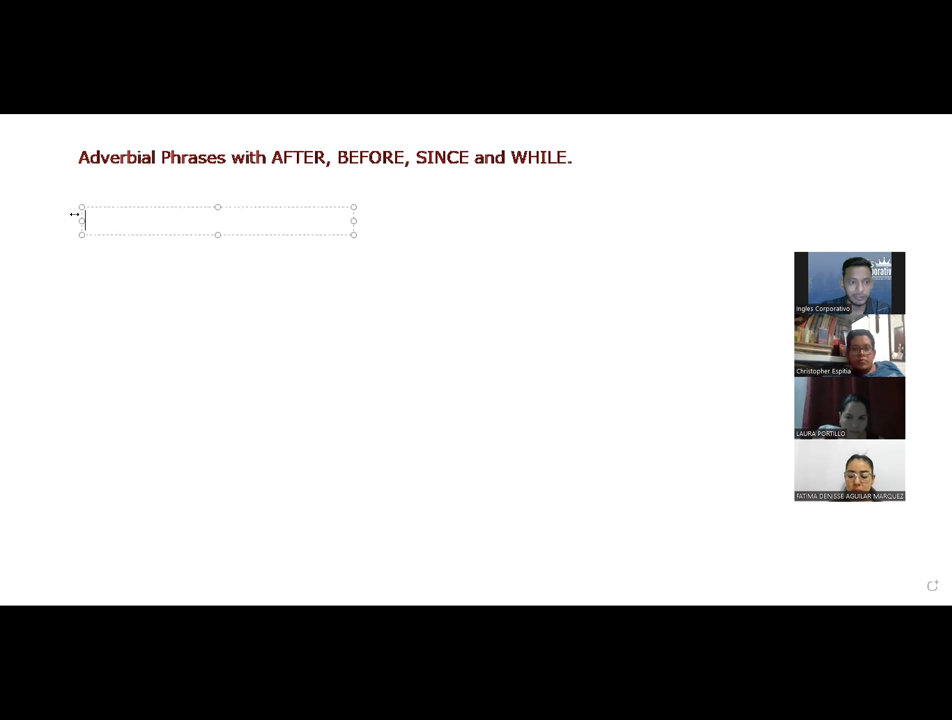 Adverbial Phrases with AFTER, BEFORE, SINCE and WHILE.
Ingles Corporativo
Christopher Espitia
LAURA PORTILLO
FATIMA DENISSE AGUILAR MARQUEZ